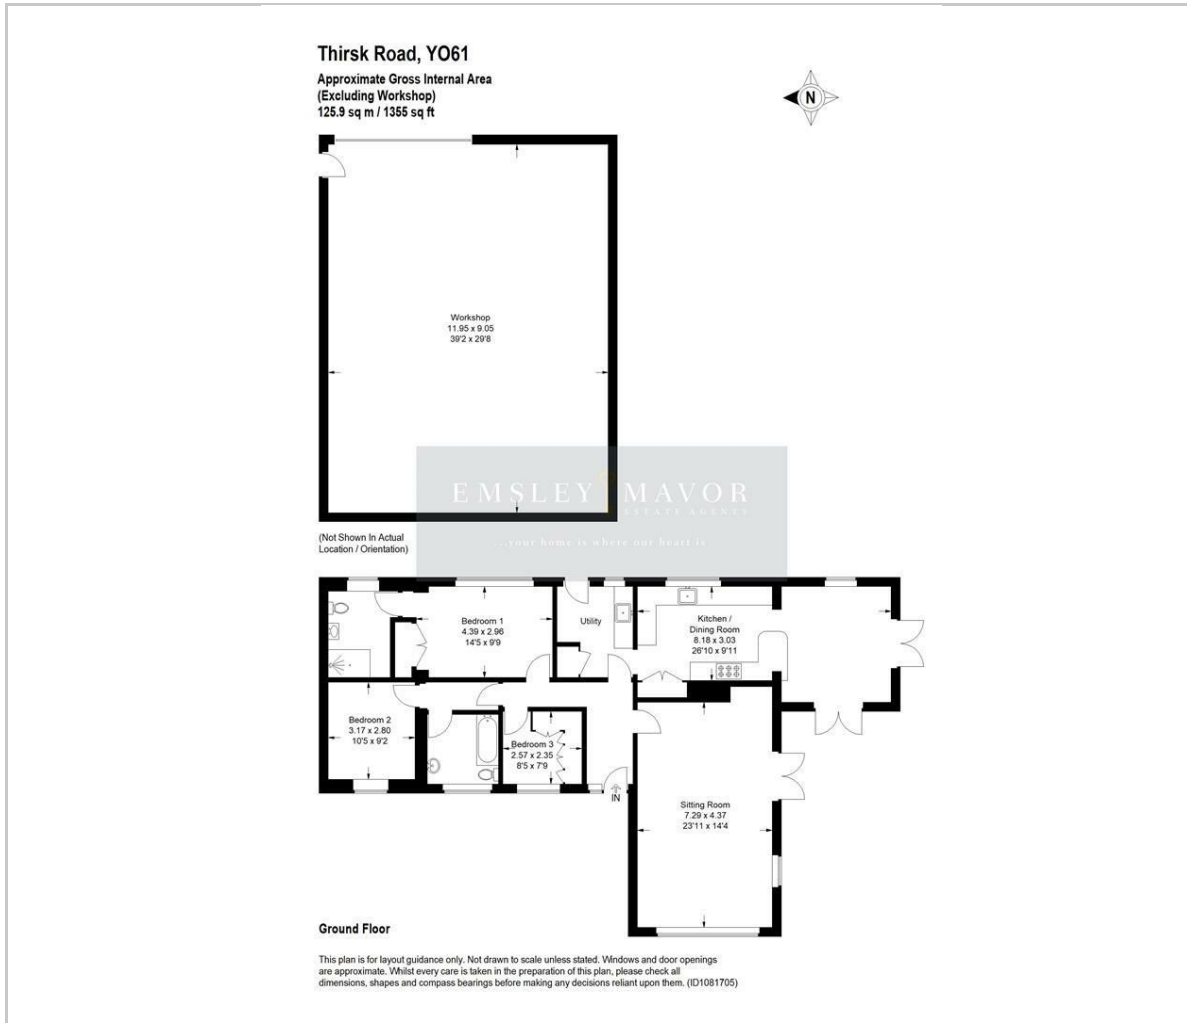 Thirsk Road, YO61
Approximate Gross Internal Area
(Excluding Workshop)
125.9 sq m / 1355 sq ft
N
Workshop
11.95 x 9.05
39'2 x 29'8
EMSLEY MAVOR
ESTATE AGENTS
...your home is where our heart is
(Not Shown In Actual
Location / Orientation)
Bedroom 1
4.39 x 2.96
14'5 x 9'9
Utility
Kitchen /
Dining Room
8.18 x 3.03
26'10 x 9'11
Bedroom 2
3.17 x 2.80
10'5 x 9'2
Bedroom 3
2.57 x 2.35
8'5 x 7'9
IN
Sitting Room
7.29 x 4.37
23'11 x 14'4
Ground Floor
This plan is for layout guidance only. Not drawn to scale unless stated. Windows and door openings
are approximate. Whilst every care is taken in the preparation of this plan, please check all
dimensions, shapes and compass bearings before making any decisions reliant upon them. (ID1081705)